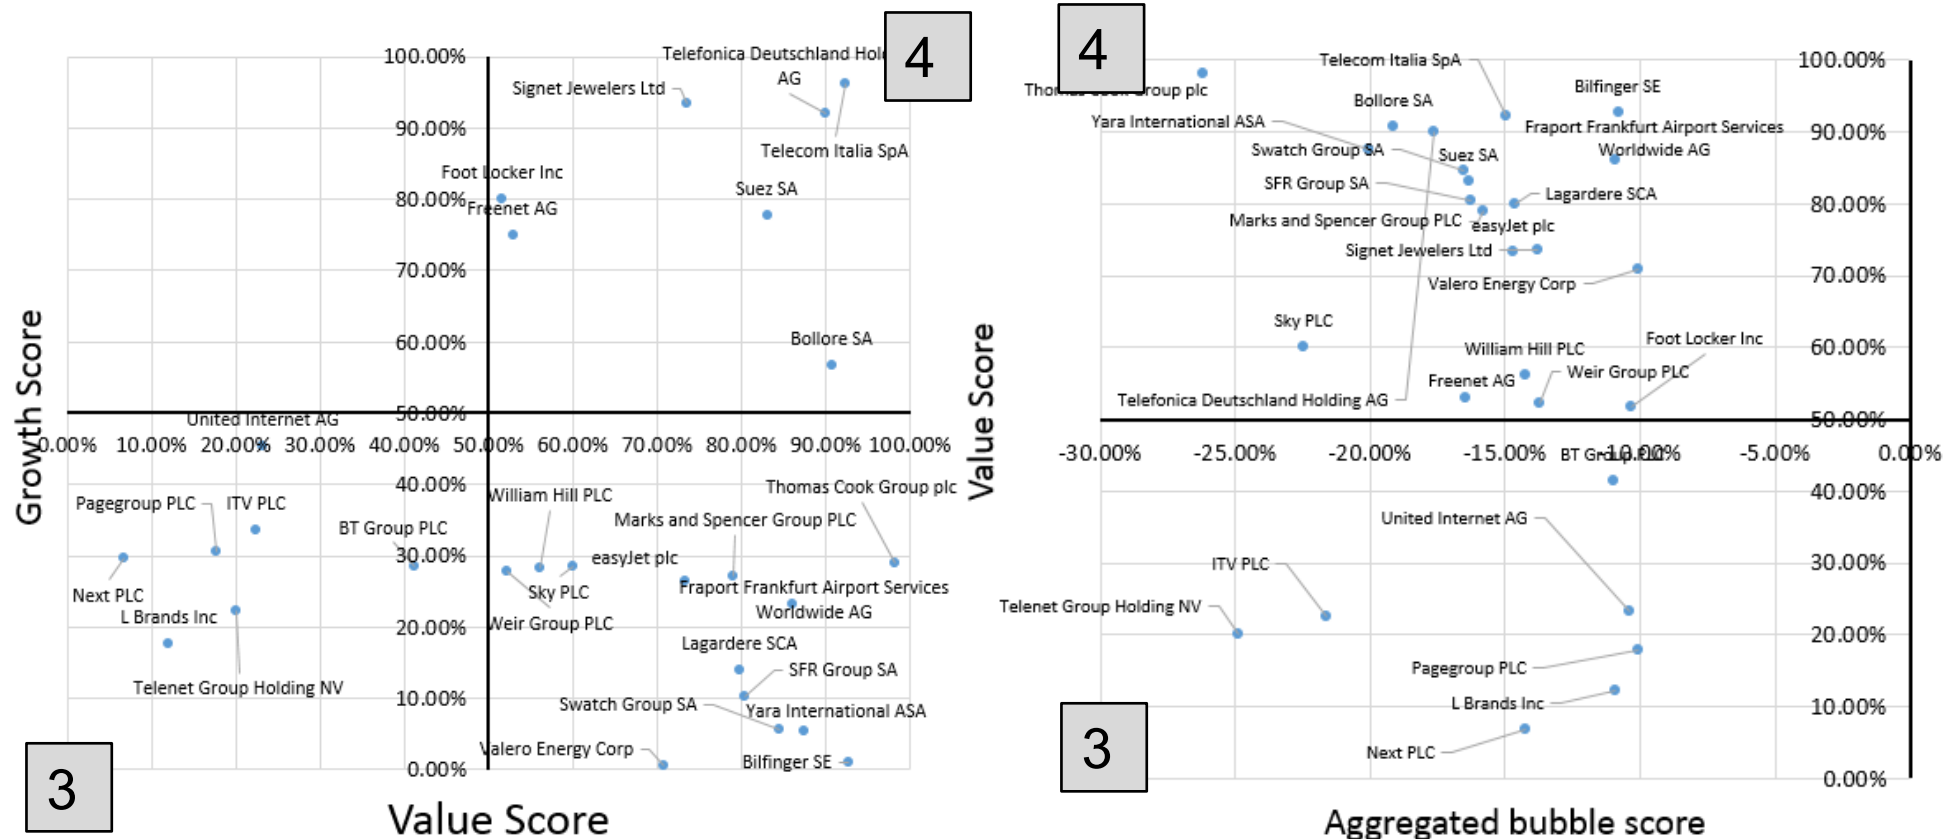 100.00%
Telefonica Deutschland Hol
AG
4
Signet Jewelers Ltd
90.00%
Telecom Italia SpA
Foot Locker Inc
80.00%
Suez SA
Freenet AG
70.00%
60.00%
Bollore SA
Growth Score
50.00%
United Internet AG
0.00%
10.00%
20.00%
30.00%
40.00%
50.00%
60.00%
70.00%
80.00%
90.00%
100.00%
40.00%
William Hill PLC
Thomas Cook Group plc
Pagegroup PLC
ITV PLC
BT Group PLC
Marks and Spencer Group PLC
30.00%
easyJet plc
Next PLC
Sky PLC
Fraport Frankfurt Airport Services
Worldwide AG
L Brands Inc
Weir Group PLC
20.00%
Lagardere SCA
SFR Group SA
Telenet Group Holding NV
10.00%
Swatch Group SA
Yara International ASA
Valero Energy Corp
Bilfinger SE
0.00%
3
Value Score
4
Telecom Italia SpA
100.00%
Thomas Cook Group plc
Bilfinger SE
Bollore SA
Yara International ASA
Fraport Frankfurt Airport Services
Worldwide AG
90.00%
Swatch Group SA
Suez SA
SFR Group SA
Lagardere SCA
80.00%
Marks and Spencer Group PLC
easyJet plc
Signet Jewelers Ltd
70.00%
Valero Energy Corp
Sky PLC
Foot Locker Inc
60.00%
William Hill PLC
Weir Group PLC
Freenet AG
Telefonica Deutschland Holding AG
50.00%
Value Score
-30.00%
-25.00%
-20.00%
-15.00%
-10.00%
-5.00%
0.00%
BT Group PLC
40.00%
United Internet AG
ITV PLC
30.00%
Telenet Group Holding NV
20.00%
Pagegroup PLC
L Brands Inc
10.00%
Next PLC
0.00%
3
Aggregated bubble score